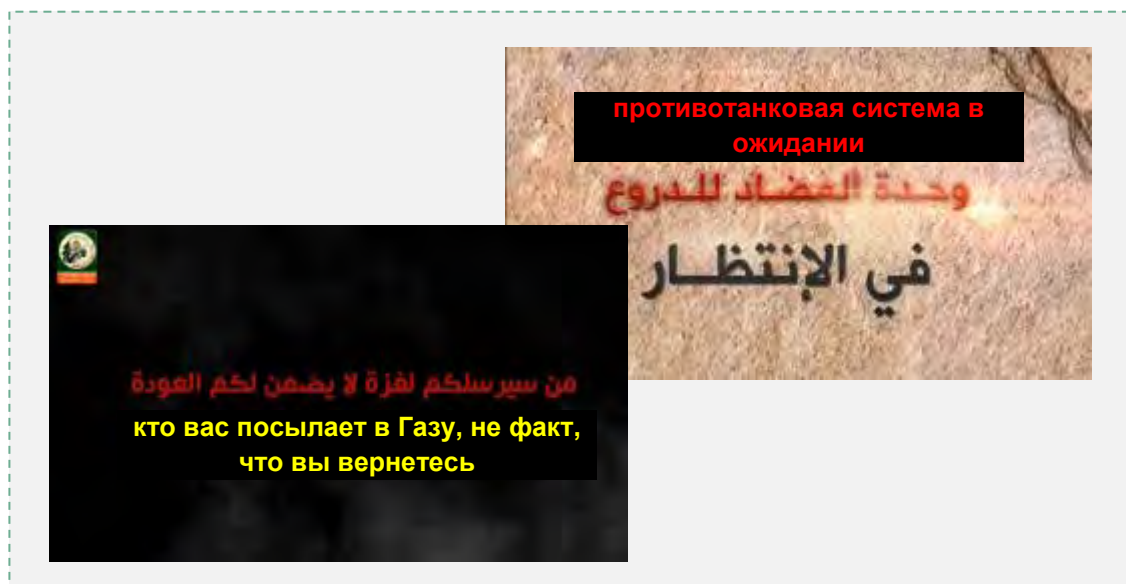 противотанковая система в
ожидании
وحدة المضاد للدروع
في الإنتظار
من سيرسلكم لغزة لا يضمن لكم العودة
кто вас посылает в Газу, не факт,
что вы вернетесь